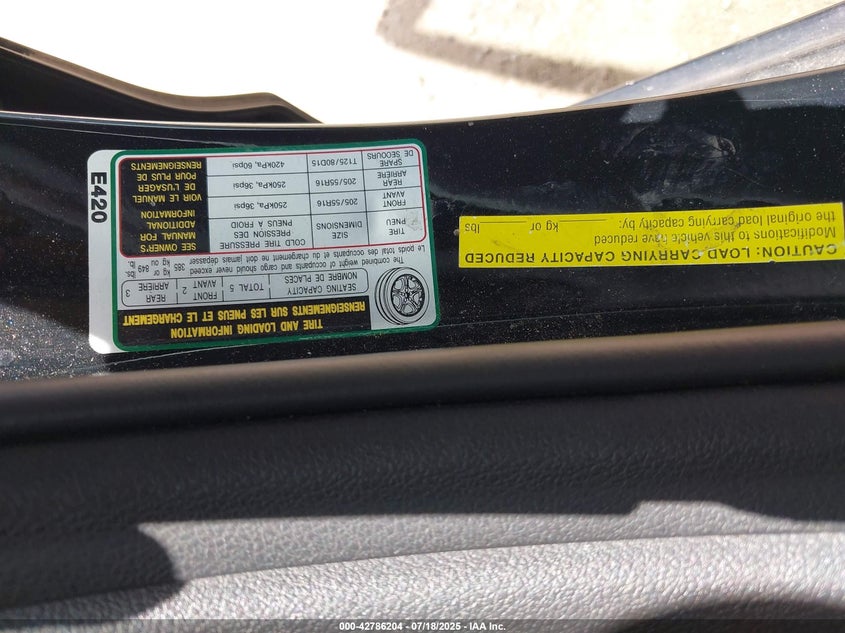 TIRE AND LOADING INFORMATION
RENSEIGNEMENTS SUR LES PNEUS ET LE CHARGEMENT
SEATING CAPACITY
NOMBRE DE PLACES
TOTAL 5
FRONT
AVANT
2
REAR
ARRIÈRE
3
The combined weight of occupants and cargo should never exceed
Le poids total des occupants et du chargement ne doit jamais dépasser
385 kg or
kg ou
849 lbs.
lb.
TIRE
PNEU
SIZE
DIMENSIONS
COLD TIRE PRESSURE
PRESSION DES
PNEUS A FROID
FRONT
AVANT
205/55R16
250kPa, 36psi
REAR
ARRIÈRE
205/55R16
250kPa, 36psi
SPARE
DE SECOURS
T125/80D15
420kPa, 60psi
SEE OWNER'S
MANUAL FOR
ADDITIONAL
INFORMATION
VOIR LE MANUEL
DE L'USAGER
POUR PLUS DE
RENSEIGNEMENTS
E420
CAUTION: LOAD CARRYING CAPACITY REDUCED
Modifications to this vehicle have reduced
the original load carrying capacity by:
kg or
lbs
000-42786204 / 07/18/2025 - IAA Inc.